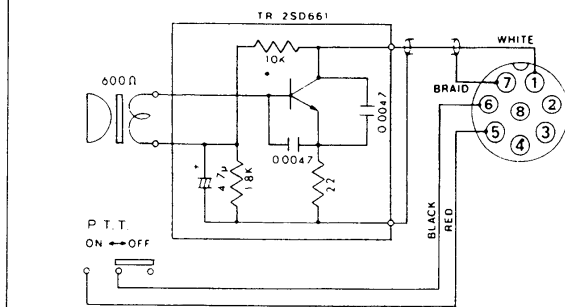 TR 2SD661
10K
600Ω
WHITE
BRAID
7
1
6
8
2
5
4
3
0.0047
0.0047
+
4.7μ
1.8K
22
BLACK
RED
P.T.T.
ON ↔ OFF